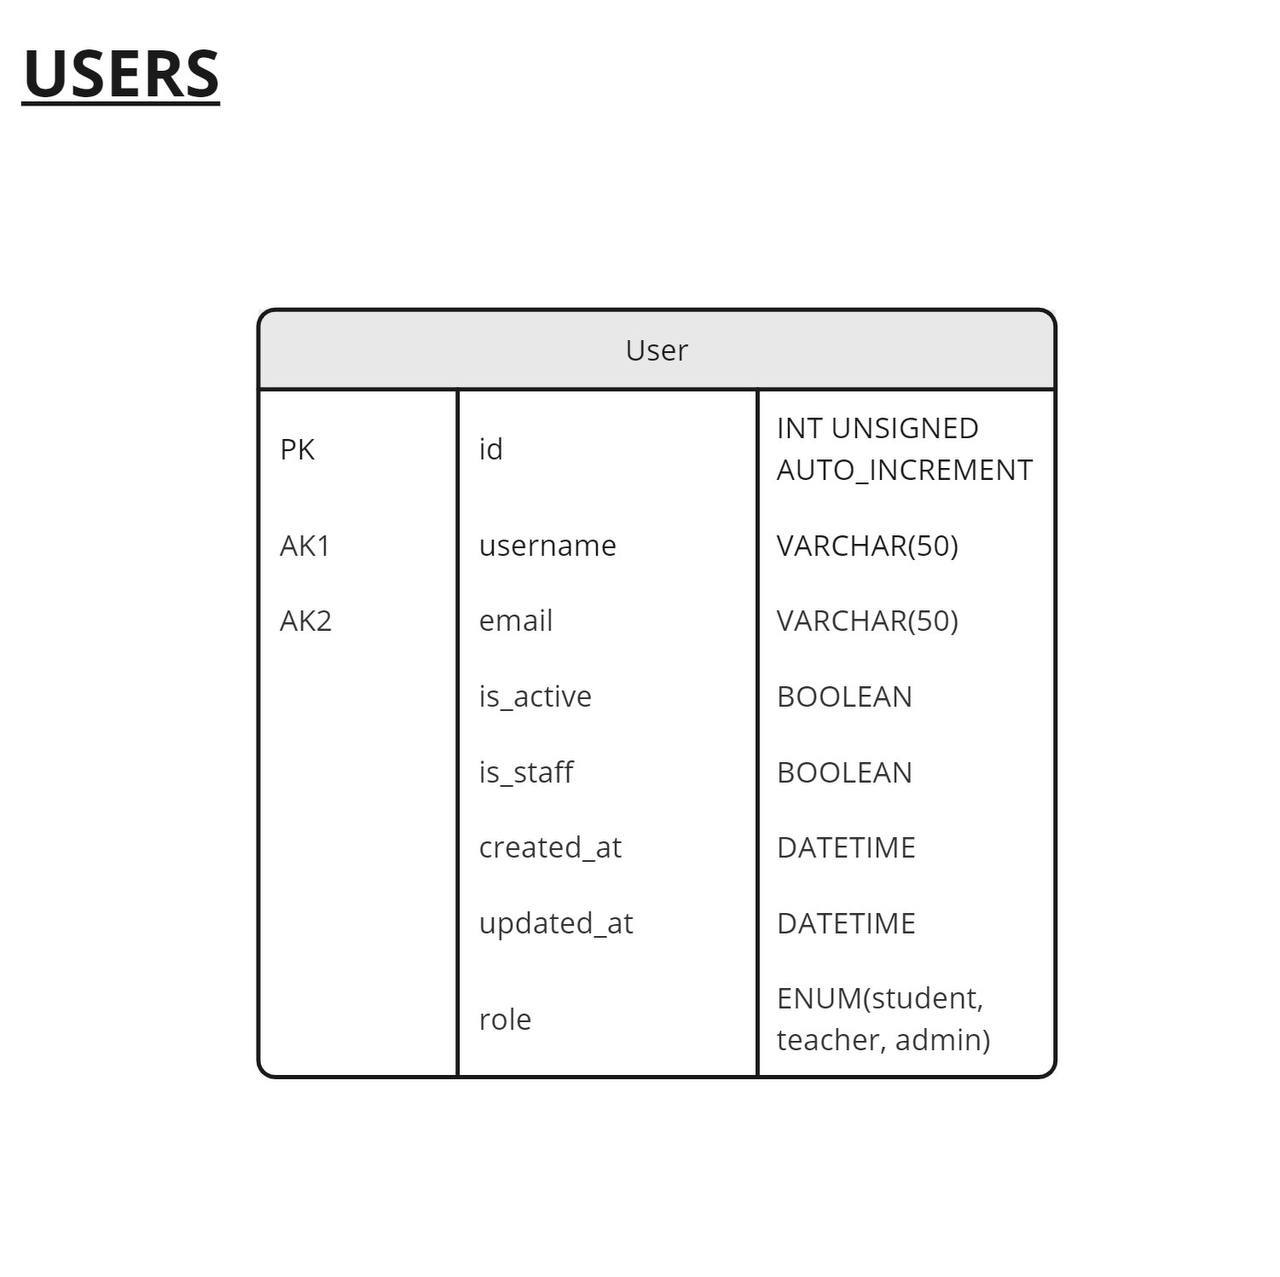 USERS
User
PK id INT UNSIGNED
AUTO_INCREMENT
AK1 username VARCHAR(50)
AK2 email VARCHAR(50)
is_active BOOLEAN
is_staff BOOLEAN
created_at DATETIME
updated_at DATETIME
role ENUM(student,
teacher, admin)